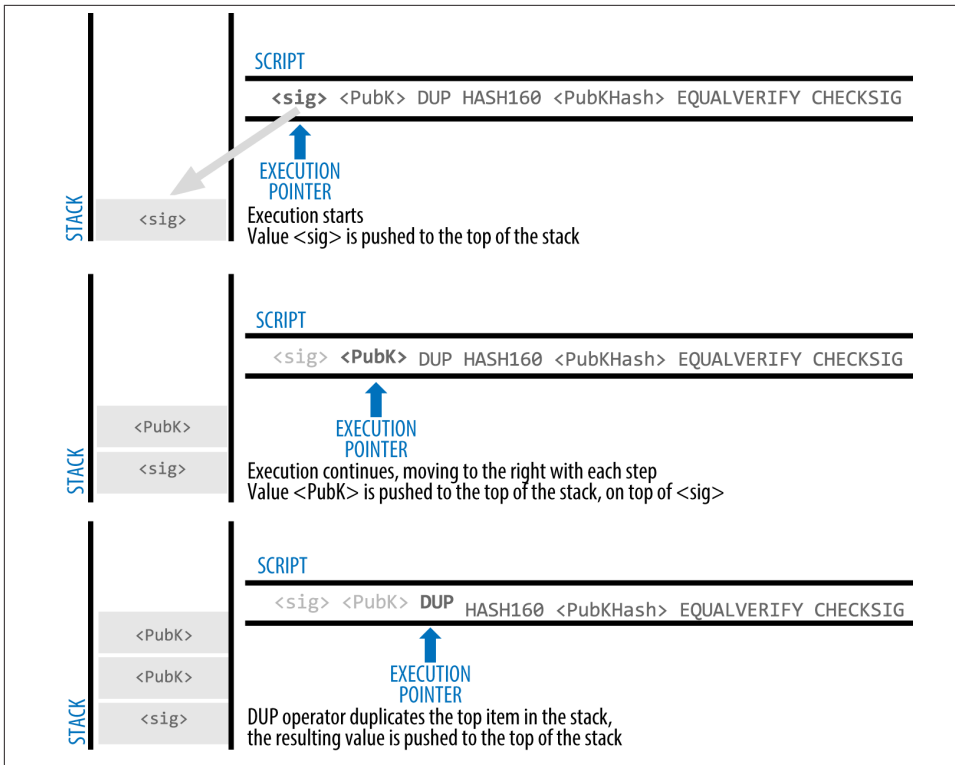 SCRIPT
<sig> <PubK> DUP HASH160 <PubKHash> EQUALVERIFY CHECKSIG
EXECUTION
POINTER
STACK
<sig>
Execution starts
Value <sig> is pushed to the top of the stack
SCRIPT
<sig> <PubK> DUP HASH160 <PubKHash> EQUALVERIFY CHECKSIG
EXECUTION
POINTER
STACK
<PubK>
<sig>
Execution continues, moving to the right with each step
Value <PubK> is pushed to the top of the stack, on top of <sig>
SCRIPT
<sig> <PubK> DUP HASH160 <PubKHash> EQUALVERIFY CHECKSIG
EXECUTION
POINTER
STACK
<PubK>
<PubK>
<sig>
DUP operator duplicates the top item in the stack,
the resulting value is pushed to the top of the stack